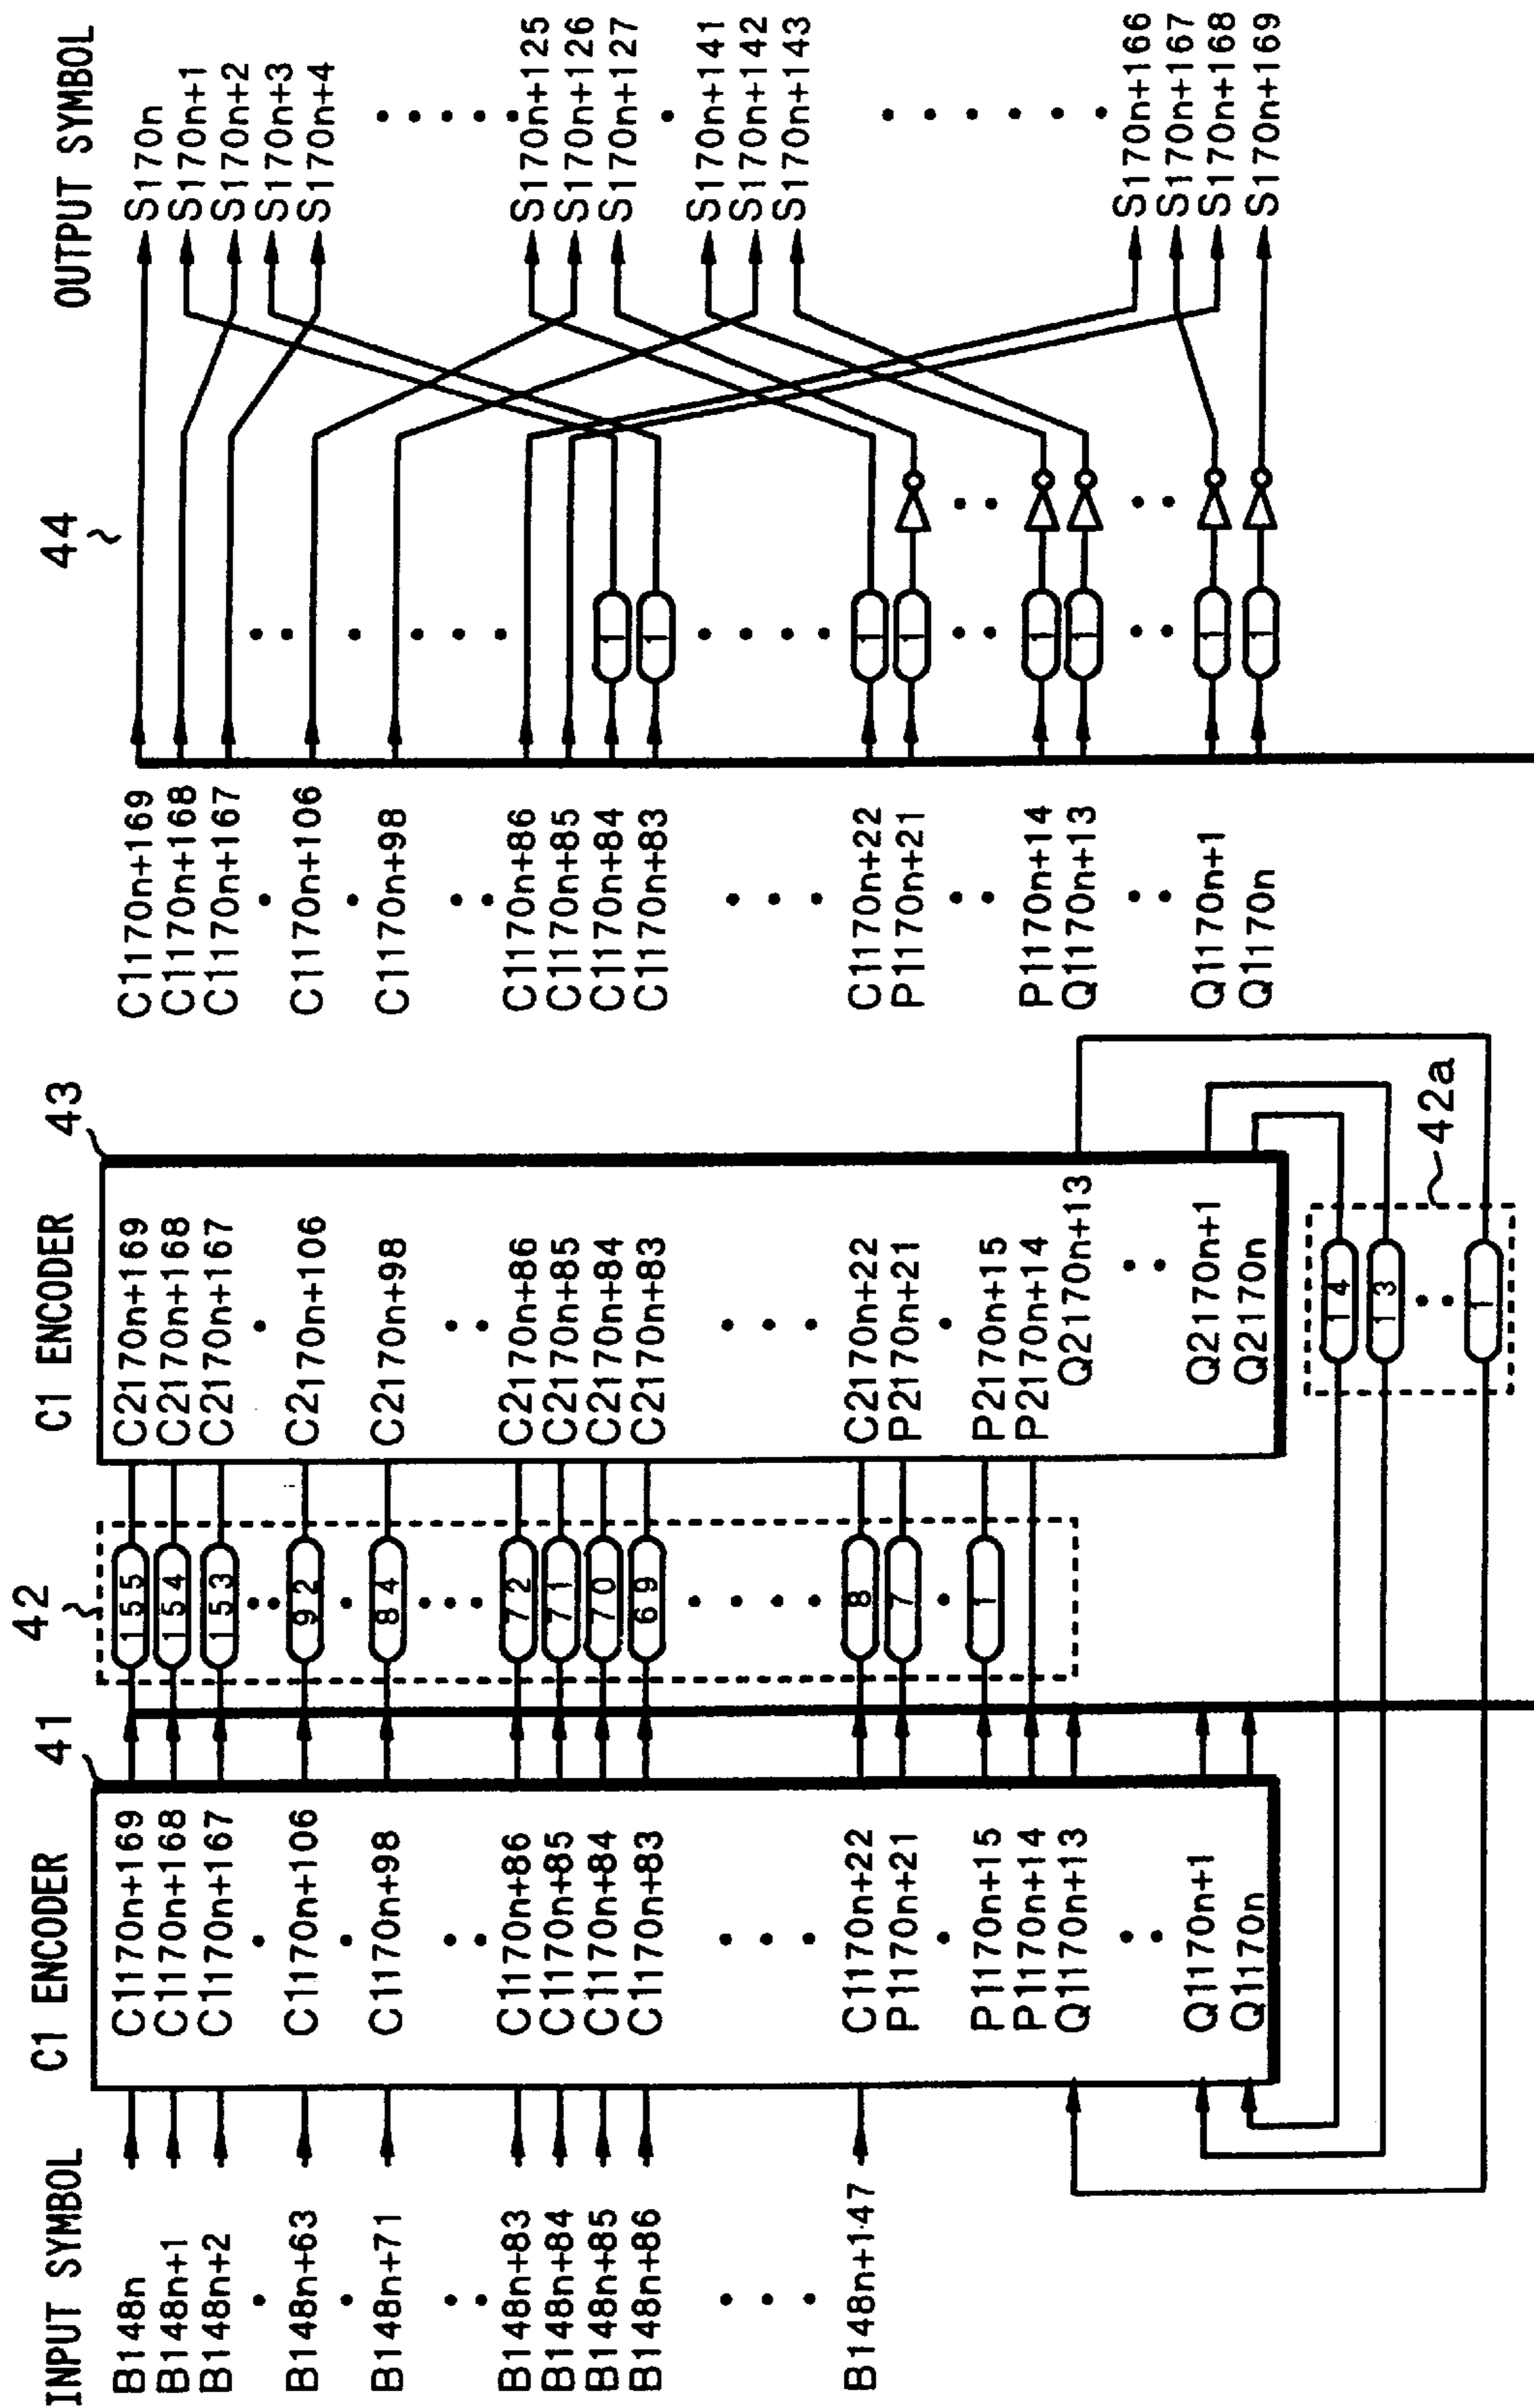 INPUT SYMBOL
B148n
B148n+1
B148n+2
B148n+63
B148n+71
B148n+83
B148n+84
B148n+85
B148n+86
B148n+147
C1 ENCODER
41
C1170n+169
C1170n+168
C1170n+167
C1170n+106
C1170n+98
C1170n+86
C1170n+85
C1170n+84
C1170n+83
C1170n+22
P1170n+21
P1170n+15
P1170n+14
Q1170n+13
Q1170n+1
Q1170n
42
155
154
153
92
84
72
71
70
69
8
7
1
C1 ENCODER
43
C2170n+169
C2170n+168
C2170n+167
C2170n+106
C2170n+98
C2170n+86
C2170n+85
C2170n+84
C2170n+83
C2170n+22
P2170n+21
P2170n+15
P2170n+14
Q2170n+13
Q2170n+1
Q2170n
42a
14
13
1
C1170n+169
C1170n+168
C1170n+167
C1170n+106
C1170n+98
C1170n+86
C1170n+85
C1170n+84
C1170n+83
C1170n+22
P1170n+21
P1170n+14
Q1170n+13
Q1170n+1
Q1170n
44
1
1
1
1
1
1
1
1
OUTPUT SYMBOL
S170n
S170n+1
S170n+2
S170n+3
S170n+4
S170n+125
S170n+126
S170n+127
S170n+141
S170n+142
S170n+143
S170n+166
S170n+167
S170n+168
S170n+169